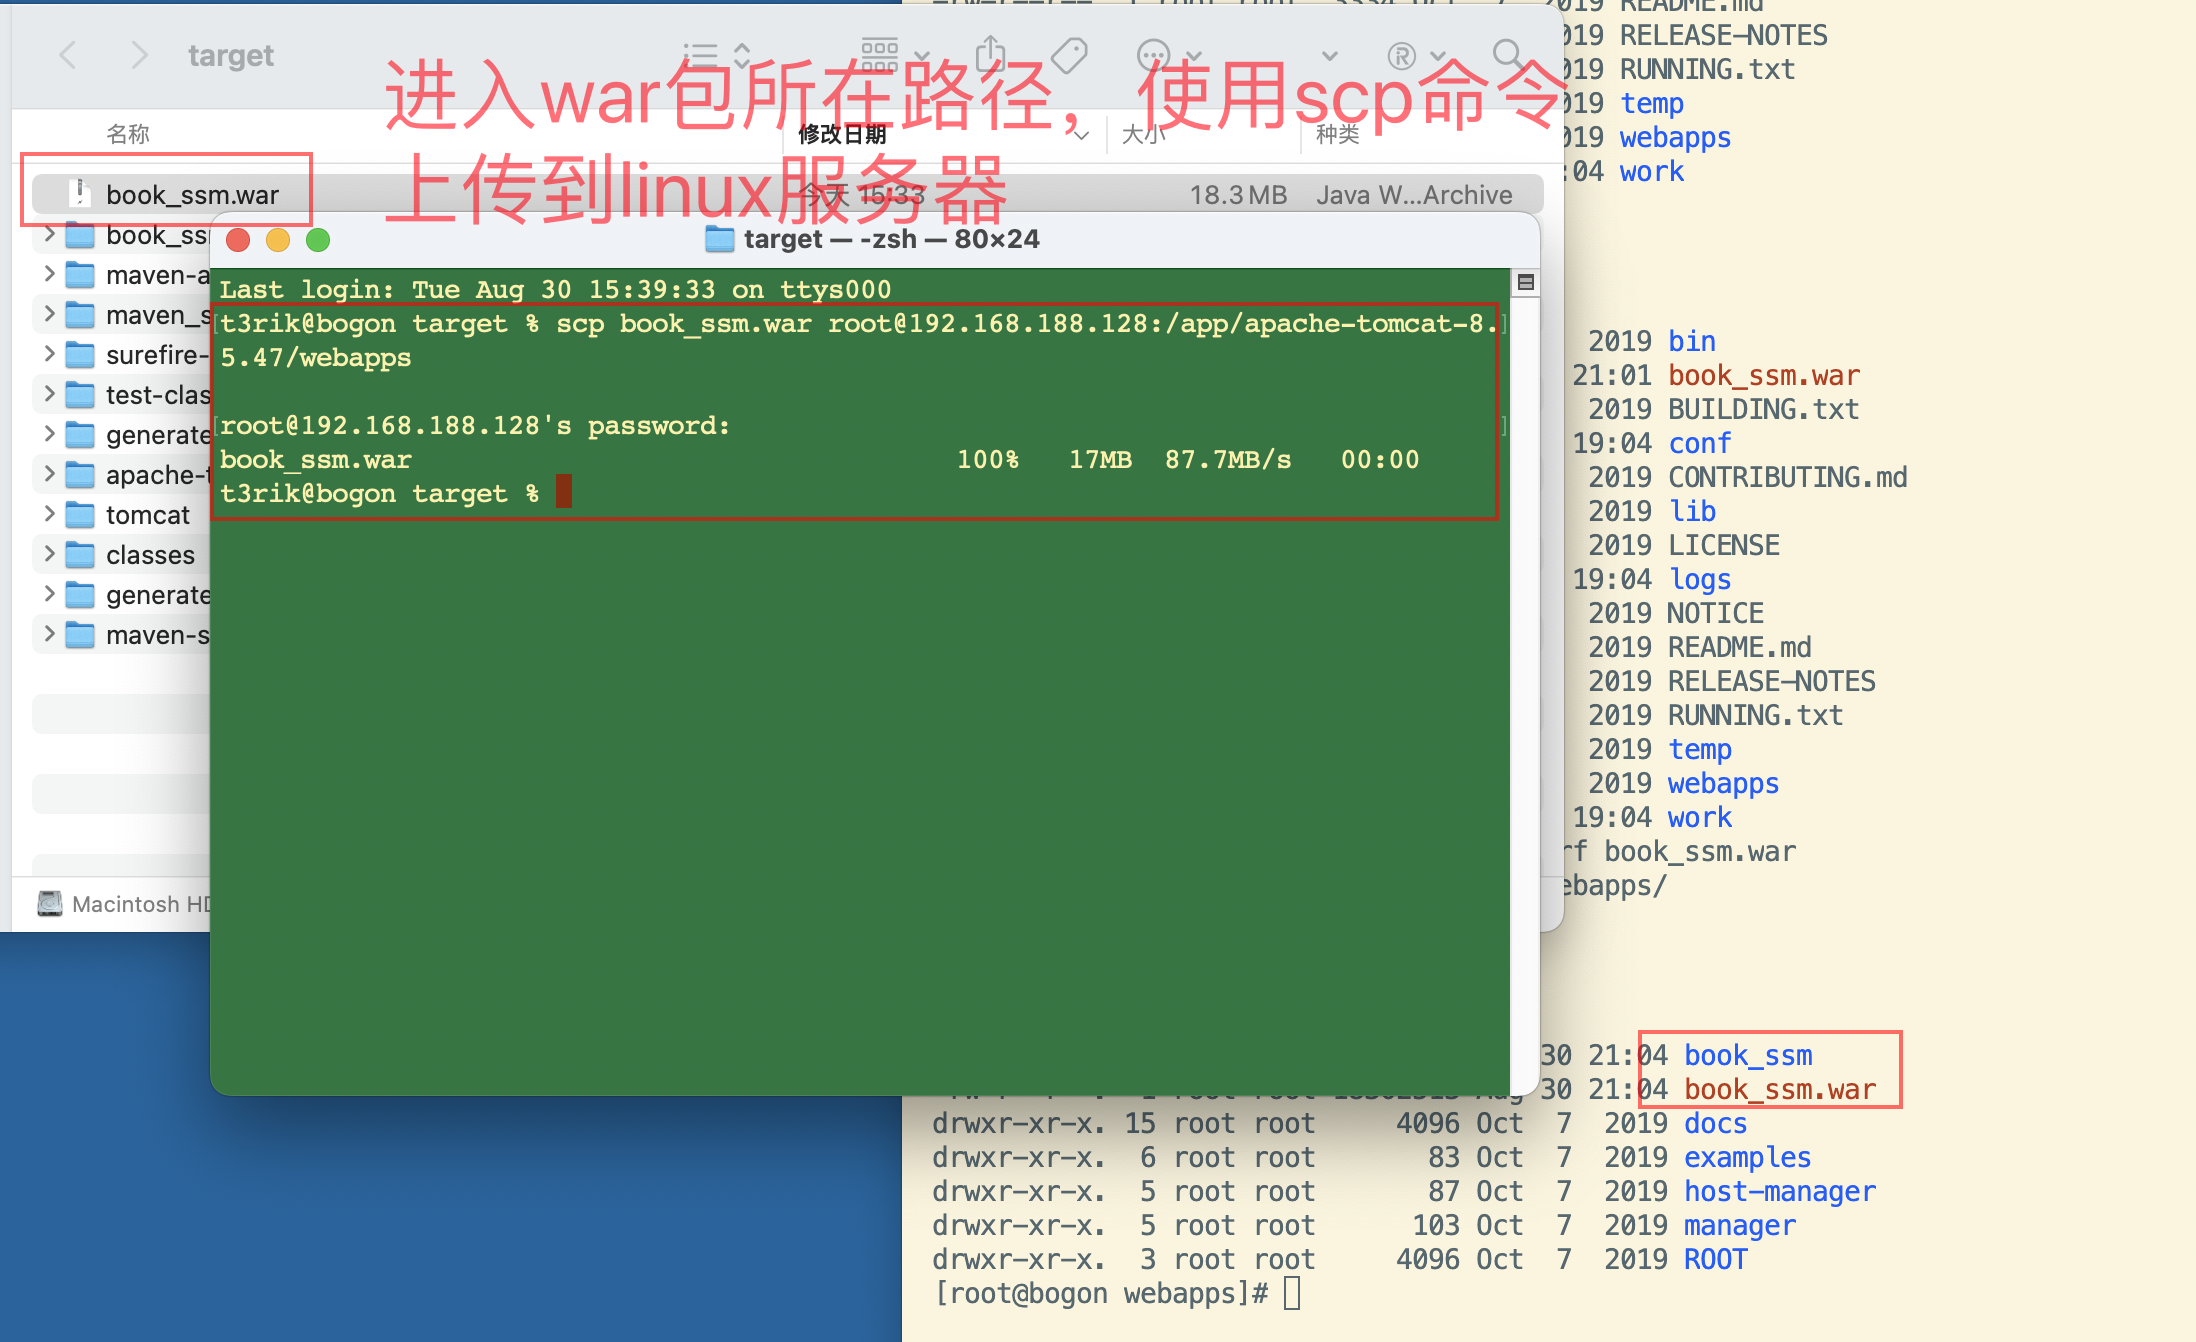 target
进入war包所在路径，使用scp命令
上传到linux服务器
名称
修改日期
大小
种类
book_ssm.war
今天 15:33
18.3 MB
Java W...Archive
book_ss
maven-a
maven_s
surefire-
test-clas
generate
apache-t
tomcat
classes
generate
maven-s
Macintosh HD
target — -zsh — 80×24
Last login: Tue Aug 30 15:39:33 on ttys000
[t3rik@bogon target % scp book_ssm.war root@192.168.188.128:/app/apache-tomcat-8.]
5.47/webapps
[root@192.168.188.128's password:]
book_ssm.war 100% 17MB 87.7MB/s 00:00
t3rik@bogon target %
2019 README.md
019 RELEASE-NOTES
019 RUNNING.txt
019 temp
019 webapps
:04 work
2019 bin
21:01 book_ssm.war
2019 BUILDING.txt
19:04 conf
2019 CONTRIBUTING.md
2019 lib
2019 LICENSE
19:04 logs
2019 NOTICE
2019 README.md
2019 RELEASE-NOTES
2019 RUNNING.txt
2019 temp
2019 webapps
19:04 work
rf book_ssm.war
ebapps/
30 21:04 book_ssm
30 21:04 book_ssm.war
drwxr-xr-x. 15 root root 4096 Oct 7 2019 docs
drwxr-xr-x. 6 root root 83 Oct 7 2019 examples
drwxr-xr-x. 5 root root 87 Oct 7 2019 host-manager
drwxr-xr-x. 5 root root 103 Oct 7 2019 manager
drwxr-xr-x. 3 root root 4096 Oct 7 2019 ROOT
[root@bogon webapps]#